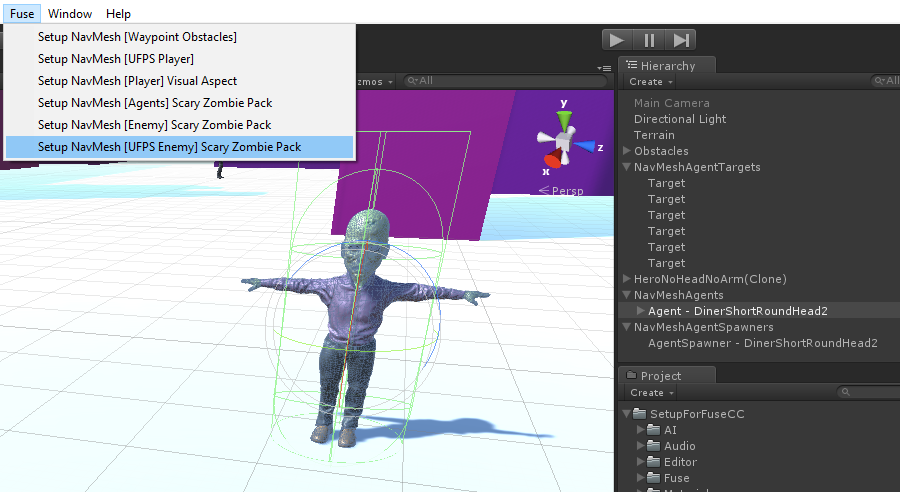 Fuse Window Help
Setup NavMesh [Waypoint Obstacles]
Setup NavMesh [UFPS Player]
Setup NavMesh [Player] Visual Aspect
Setup NavMesh [Agents] Scary Zombie Pack
Setup NavMesh [Enemy] Scary Zombie Pack
Setup NavMesh [UFPS Enemy] Scary Zombie Pack
All
y
z
x
Persp
Hierarchy
Create
All
Main Camera
Directional Light
Terrain
Obstacles
NavMeshAgentTargets
Target
Target
Target
Target
Target
Target
HeroNoHeadNoArm(Clone)
NavMeshAgents
Agent - DinerShortRoundHead2
NavMeshAgentSpawners
AgentSpawner - DinerShortRoundHead2
Project
Create
SetupForFuseCC
AI
Audio
Editor
Fuse